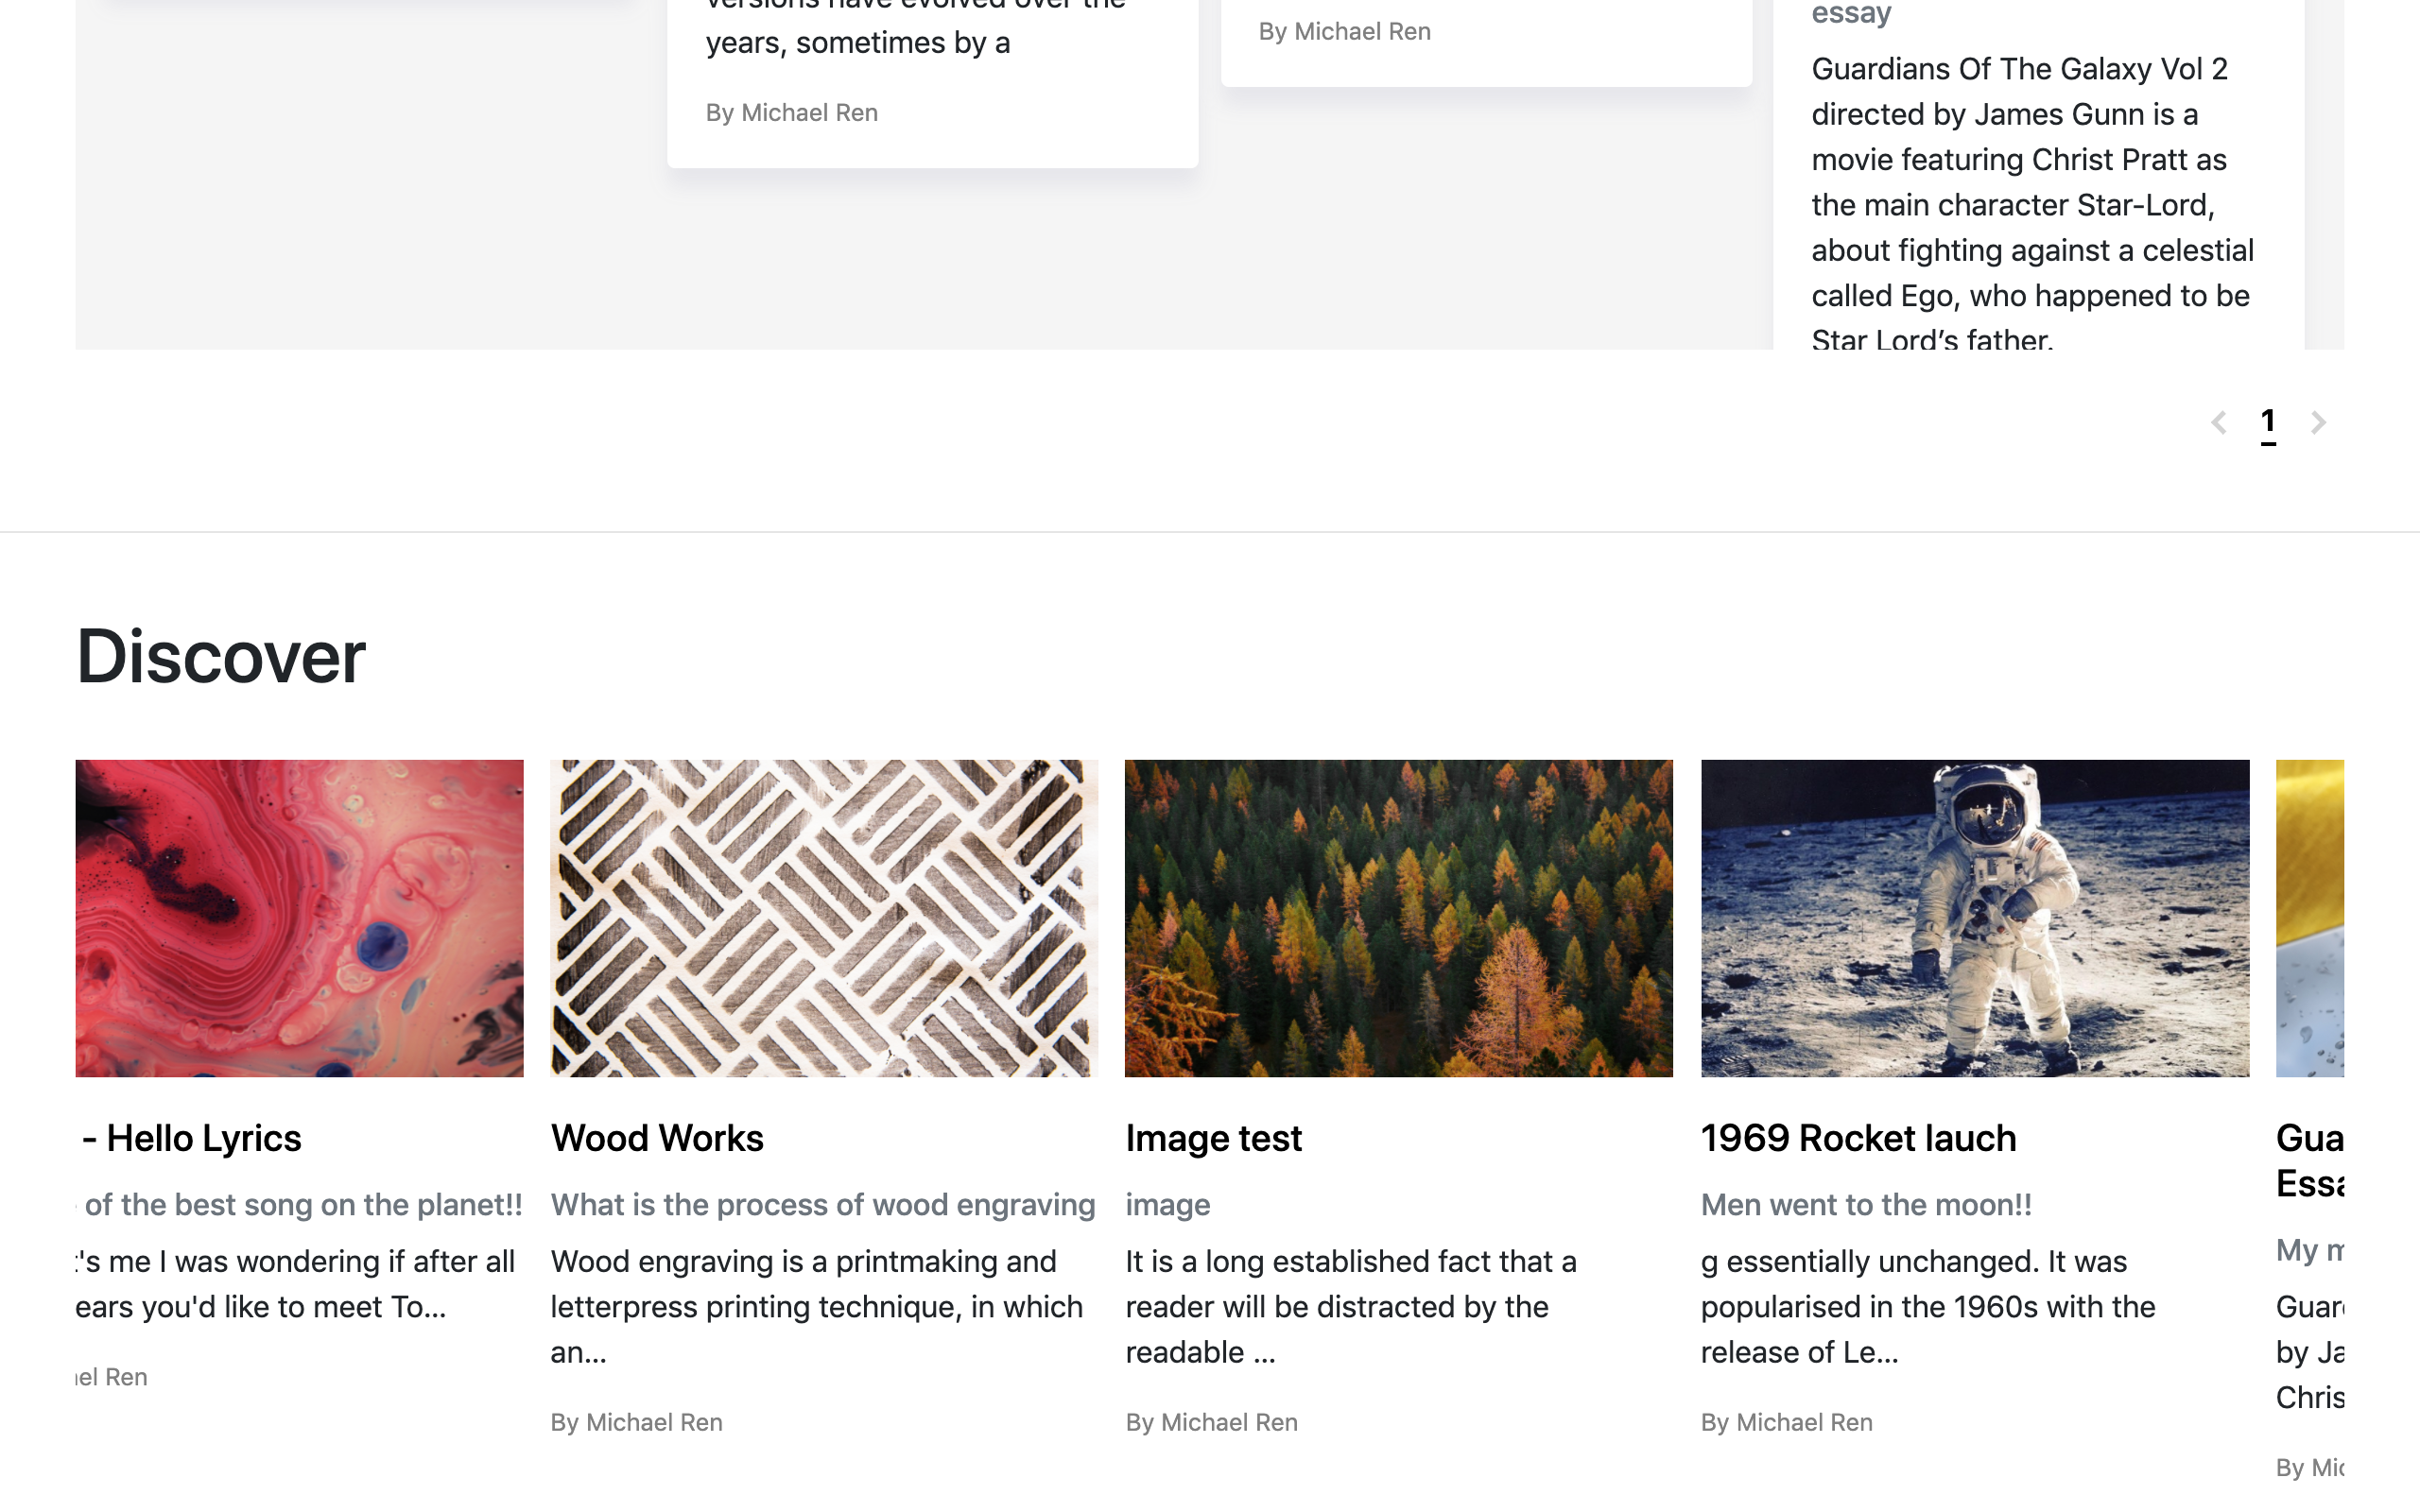 versions have evolved over the
years, sometimes by a
By Michael Ren
By Michael Ren
essay
Guardians Of The Galaxy Vol 2
directed by James Gunn is a
movie featuring Christ Pratt as
the main character Star-Lord,
about fighting against a celestial
called Ego, who happened to be
Star Lord’s father.
1
Discover
- Hello Lyrics
of the best song on the planet!!
's me I was wondering if after all
ears you'd like to meet To...
el Ren
Wood Works
What is the process of wood engraving
Wood engraving is a printmaking and
letterpress printing technique, in which
an...
By Michael Ren
Image test
image
It is a long established fact that a
reader will be distracted by the
readable ...
By Michael Ren
1969 Rocket lauch
Men went to the moon!!
g essentially unchanged. It was
popularised in the 1960s with the
release of Le...
By Michael Ren
Gua
Essa
My m
Guar
by Ja
Chris
By Mic